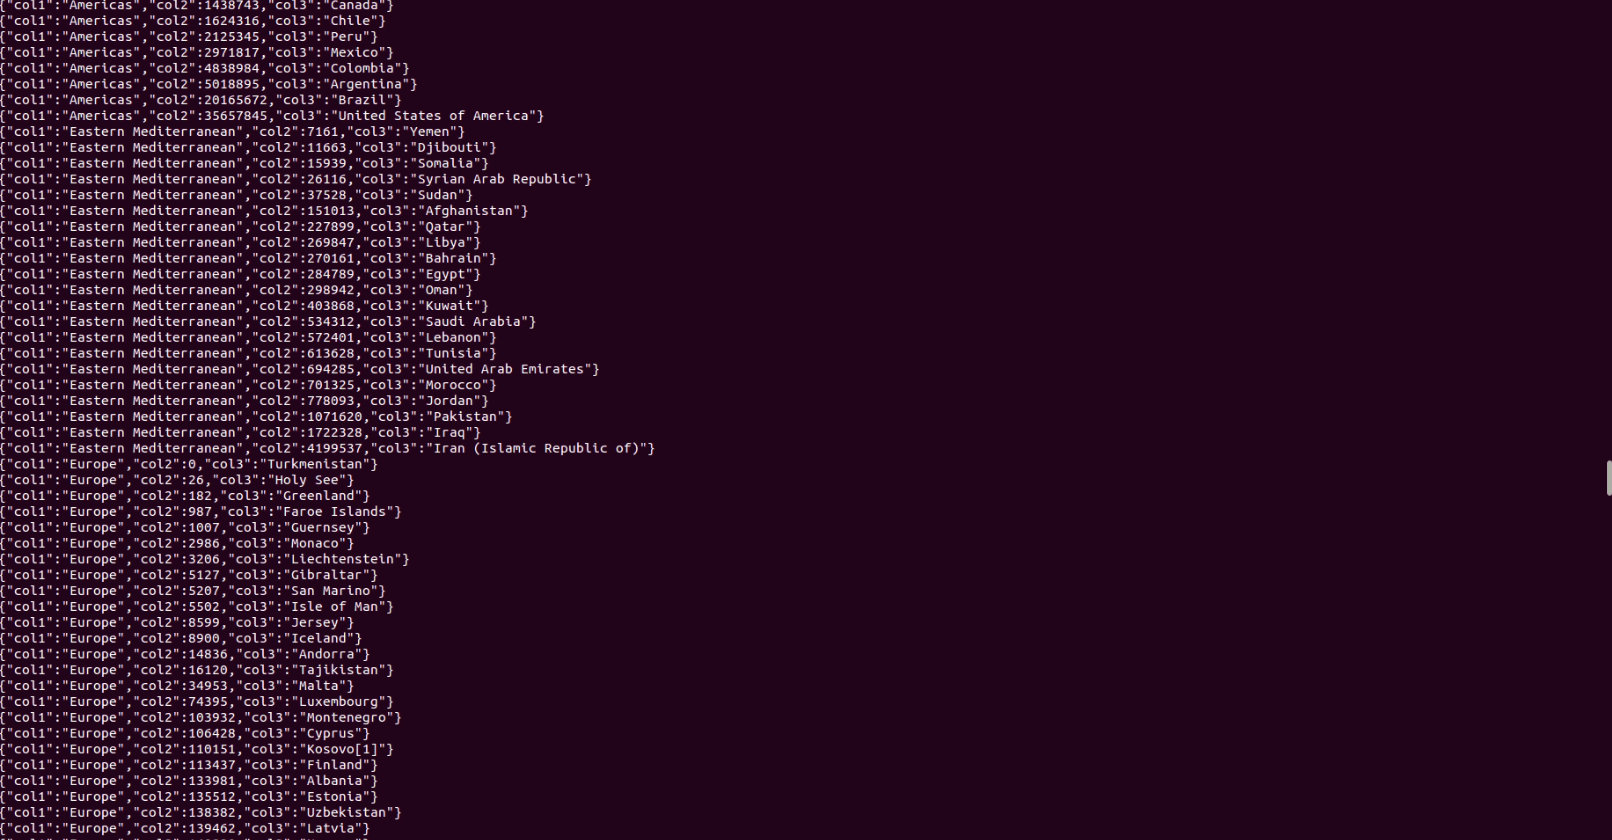 {"col1":"Americas","col2":1438743,"col3":"Canada"}
{"col1":"Americas","col2":1624316,"col3":"Chile"}
{"col1":"Americas","col2":2125345,"col3":"Peru"}
{"col1":"Americas","col2":2971817,"col3":"Mexico"}
{"col1":"Americas","col2":4838984,"col3":"Colombia"}
{"col1":"Americas","col2":5018895,"col3":"Argentina"}
{"col1":"Americas","col2":20165672,"col3":"Brazil"}
{"col1":"Americas","col2":35657845,"col3":"United States of America"}
{"col1":"Eastern Mediterranean","col2":7161,"col3":"Yemen"}
{"col1":"Eastern Mediterranean","col2":11663,"col3":"Djibouti"}
{"col1":"Eastern Mediterranean","col2":15939,"col3":"Somalia"}
{"col1":"Eastern Mediterranean","col2":26116,"col3":"Syrian Arab Republic"}
{"col1":"Eastern Mediterranean","col2":37528,"col3":"Sudan"}
{"col1":"Eastern Mediterranean","col2":151013,"col3":"Afghanistan"}
{"col1":"Eastern Mediterranean","col2":227899,"col3":"Qatar"}
{"col1":"Eastern Mediterranean","col2":269847,"col3":"Libya"}
{"col1":"Eastern Mediterranean","col2":270161,"col3":"Bahrain"}
{"col1":"Eastern Mediterranean","col2":284789,"col3":"Egypt"}
{"col1":"Eastern Mediterranean","col2":298942,"col3":"Oman"}
{"col1":"Eastern Mediterranean","col2":403868,"col3":"Kuwait"}
{"col1":"Eastern Mediterranean","col2":534312,"col3":"Saudi Arabia"}
{"col1":"Eastern Mediterranean","col2":572401,"col3":"Lebanon"}
{"col1":"Eastern Mediterranean","col2":613628,"col3":"Tunisia"}
{"col1":"Eastern Mediterranean","col2":694285,"col3":"United Arab Emirates"}
{"col1":"Eastern Mediterranean","col2":701325,"col3":"Morocco"}
{"col1":"Eastern Mediterranean","col2":778093,"col3":"Jordan"}
{"col1":"Eastern Mediterranean","col2":1071620,"col3":"Pakistan"}
{"col1":"Eastern Mediterranean","col2":1722328,"col3":"Iraq"}
{"col1":"Eastern Mediterranean","col2":4199537,"col3":"Iran (Islamic Republic of)"}
{"col1":"Europe","col2":0,"col3":"Turkmenistan"}
{"col1":"Europe","col2":26,"col3":"Holy See"}
{"col1":"Europe","col2":182,"col3":"Greenland"}
{"col1":"Europe","col2":987,"col3":"Faroe Islands"}
{"col1":"Europe","col2":1007,"col3":"Guernsey"}
{"col1":"Europe","col2":2986,"col3":"Monaco"}
{"col1":"Europe","col2":3206,"col3":"Liechtenstein"}
{"col1":"Europe","col2":5127,"col3":"Gibraltar"}
{"col1":"Europe","col2":5207,"col3":"San Marino"}
{"col1":"Europe","col2":5502,"col3":"Isle of Man"}
{"col1":"Europe","col2":8599,"col3":"Jersey"}
{"col1":"Europe","col2":8900,"col3":"Iceland"}
{"col1":"Europe","col2":14836,"col3":"Andorra"}
{"col1":"Europe","col2":16120,"col3":"Tajikistan"}
{"col1":"Europe","col2":34953,"col3":"Malta"}
{"col1":"Europe","col2":74395,"col3":"Luxembourg"}
{"col1":"Europe","col2":103932,"col3":"Montenegro"}
{"col1":"Europe","col2":106428,"col3":"Cyprus"}
{"col1":"Europe","col2":110151,"col3":"Kosovo[1]"}
{"col1":"Europe","col2":113437,"col3":"Finland"}
{"col1":"Europe","col2":133981,"col3":"Albania"}
{"col1":"Europe","col2":135512,"col3":"Estonia"}
{"col1":"Europe","col2":138382,"col3":"Uzbekistan"}
{"col1":"Europe","col2":139462,"col3":"Latvia"}